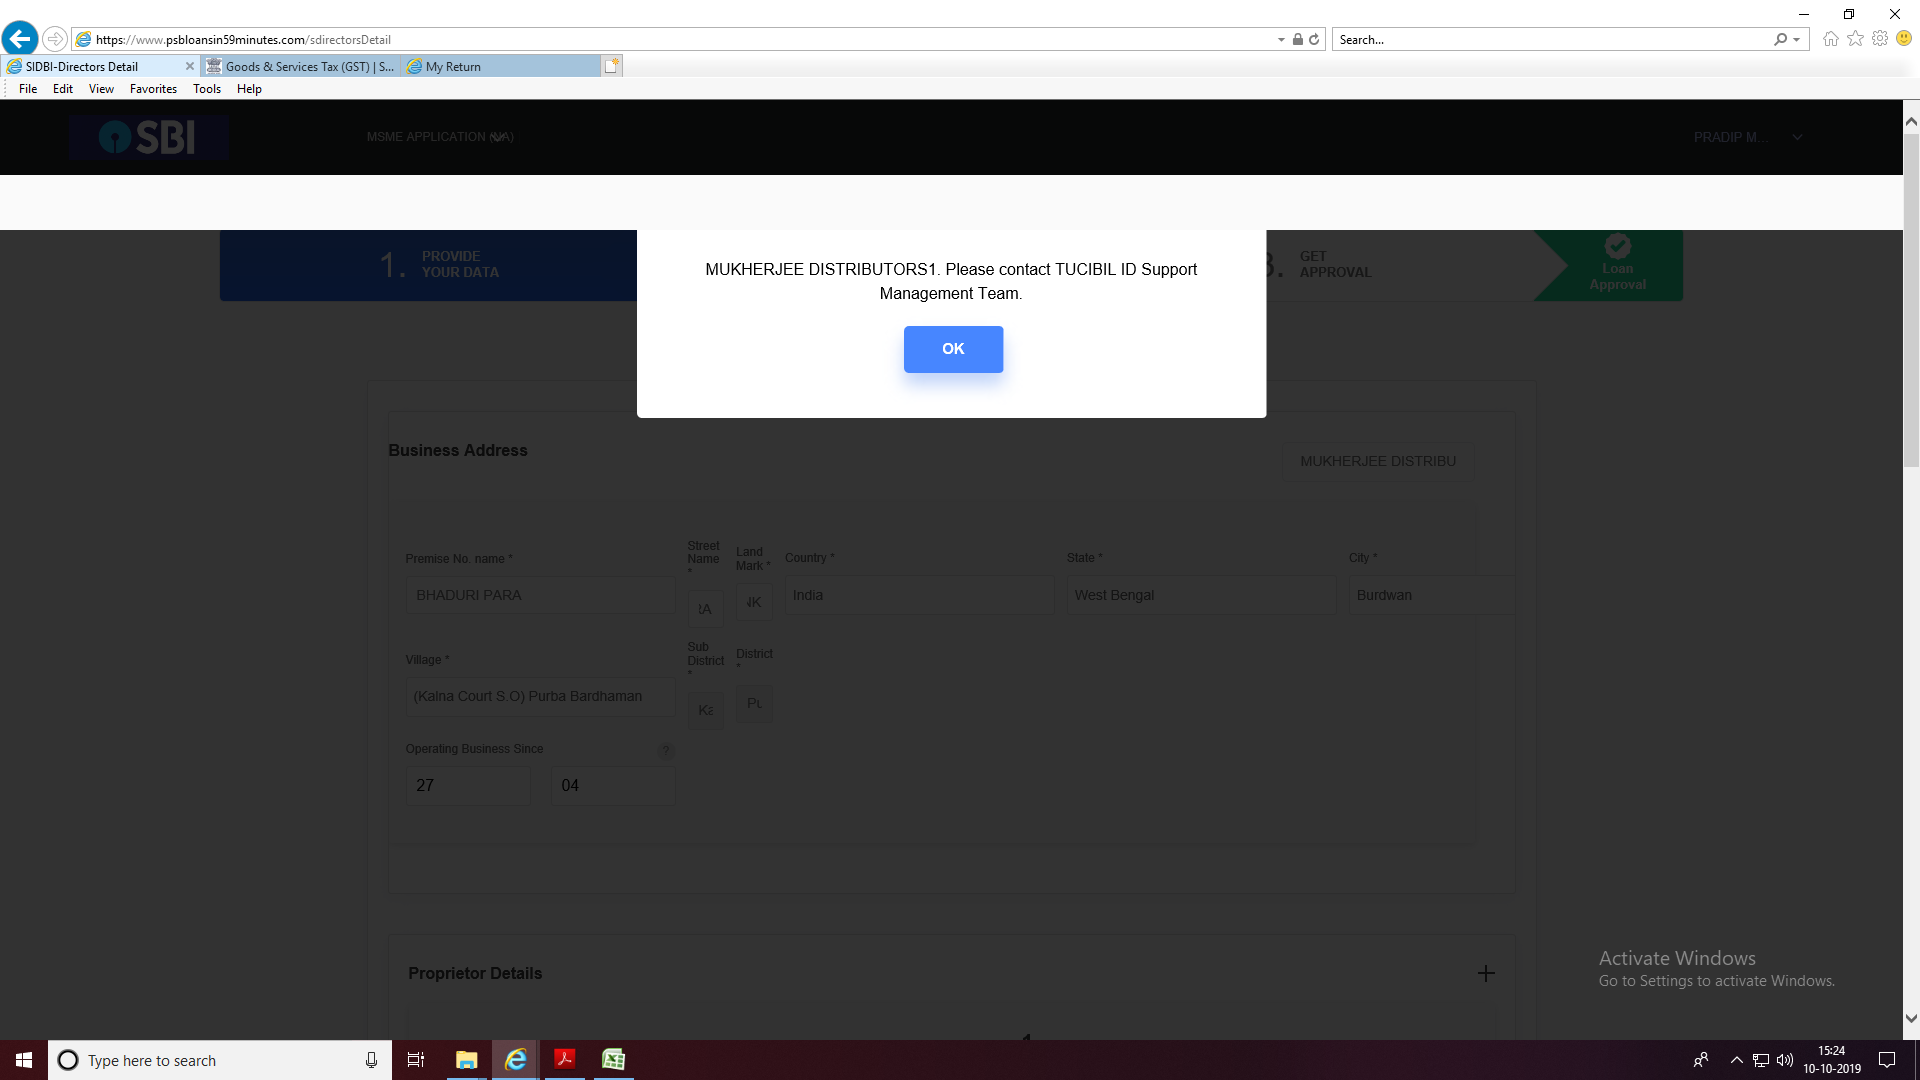 https://www.psbloansin59minutes.com/sdirectorsDetail
Search...
SIDBI-Directors Detail
Goods & Services Tax (GST) | S...
My Return
File Edit View Favorites Tools Help
SBI
MSME APPLICATION (NA)
PRADIP M...
1. PROVIDE
YOUR DATA
MUKHERJEE DISTRIBUTORS1. Please contact TUCIBIL ID Support
Management Team.
OK
3. GET
APPROVAL
Loan
Approval
Business Address
MUKHERJEE DISTRIBU
Premise No. name *
Street
Name
*
Land
Mark *
Country *
State *
City *
BHADURI PARA
RA
NK
India
West Bengal
Burdwan
Village *
Sub
District
*
District
*
(Kalna Court S.O) Purba Bardhaman
Ka
Pu
Operating Business Since
?
27
04
Proprietor Details
Activate Windows
Go to Settings to activate Windows.
Type here to search
15:24
10-10-2019